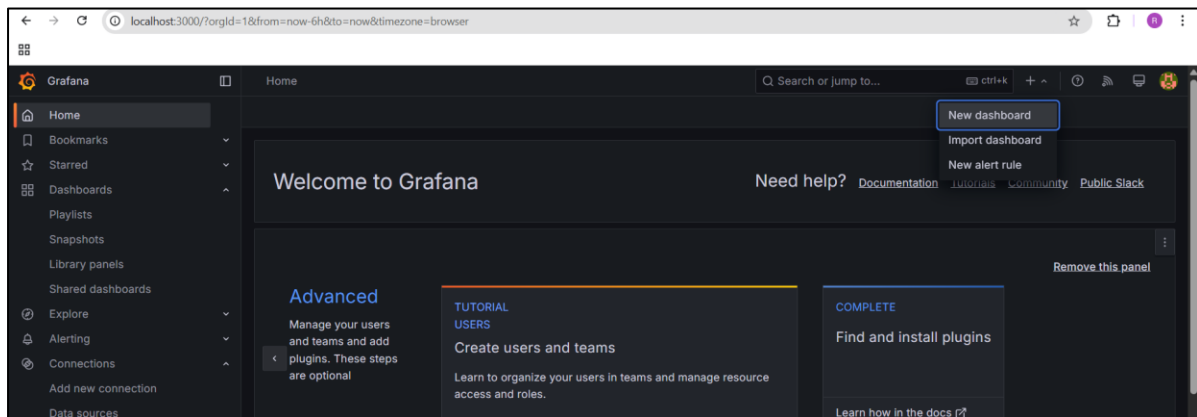 localhost:3000/?orgId=1&from=now-6h&to=now&timezone=browser
R
Grafana
Home
Search or jump to...
ctrl+k
New dashboard
Import dashboard
New alert rule
Home
Bookmarks
Starred
Dashboards
Playlists
Snapshots
Library panels
Shared dashboards
Explore
Alerting
Connections
Add new connection
Data sources
Welcome to Grafana
Need help? Documentation Tutorials Community Public Slack
Remove this panel
Advanced
Manage your users
and teams and add
plugins. These steps
are optional
TUTORIAL
USERS
Create users and teams
Learn to organize your users in teams and manage resource
access and roles.
COMPLETE
Find and install plugins
Learn how in the docs